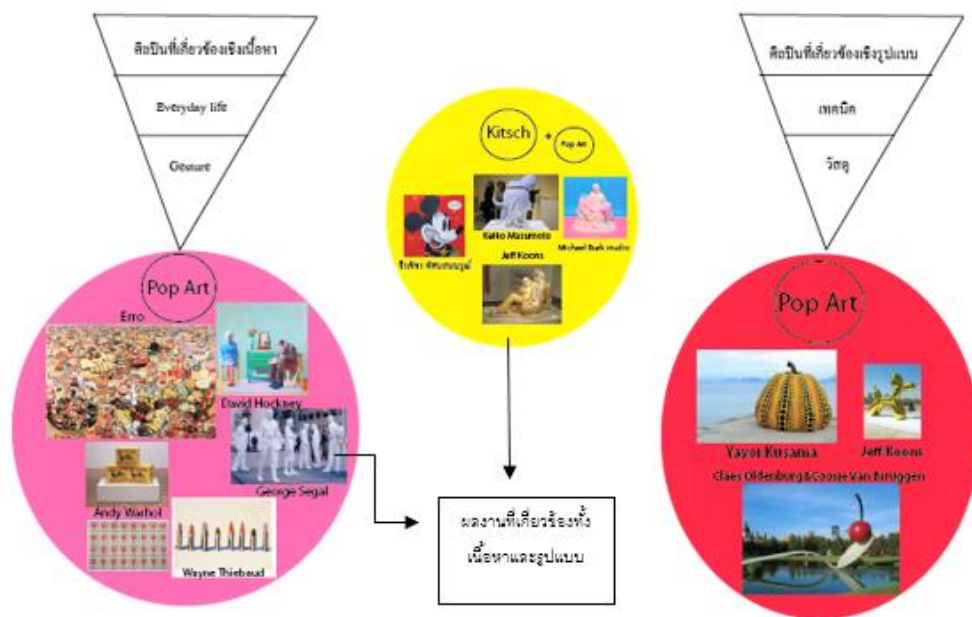 ศิลปินที่เกี่ยวข้องเชิงเนื้อหา
Everyday life
Gesture
Pop Art
Erro
David Hockney
George Segal
Andy Warhol
Wayne Thiebaud
Kitsch
+
Pop Art
Keiko Masumoto
Michael Burk studio
Jeff Koons
ผลงานที่เกี่ยวข้องทั้ง
เนื้อหาและรูปแบบ
ศิลปินที่เกี่ยวข้องเชิงรูปแบบ
เทคนิค
วัสดุ
Pop Art
Yayoi Kusama
Jeff Koons
Claes Oldenburg&Coosje Van Bruggen